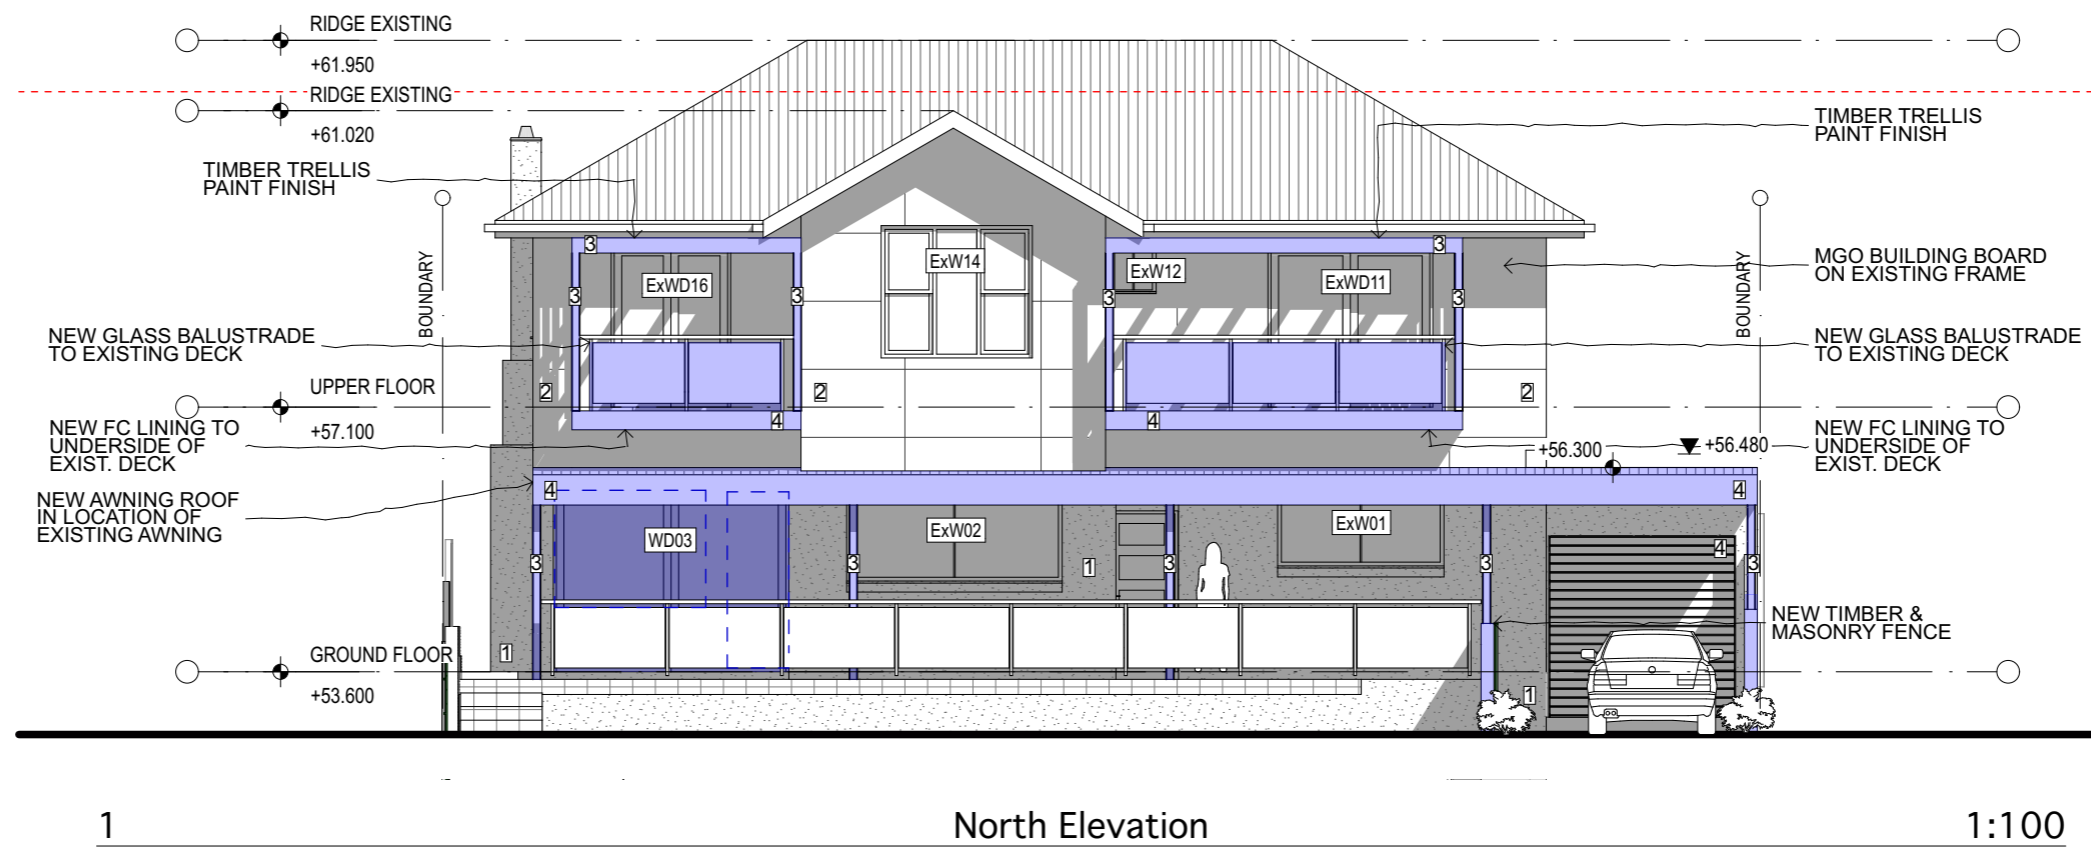 RIDGE EXISTING
+61.950
RIDGE EXISTING
+61.020
TIMBER TRELLIS
PAINT FINISH
TIMBER TRELLIS
PAINT FINISH
BOUNDARY
BOUNDARY
MGO BUILDING BOARD
ON EXISTING FRAME
3
3
ExWD16
ExW14
ExW12
ExWD11
3
3
3
3
NEW GLASS BALUSTRADE
TO EXISTING DECK
NEW GLASS BALUSTRADE
TO EXISTING DECK
UPPER FLOOR
+57.100
2
2
2
4
4
NEW FC LINING TO
UNDERSIDE OF
EXIST. DECK
NEW FC LINING TO
UNDERSIDE OF
EXIST. DECK
+56.300
+56.480
NEW AWNING ROOF
IN LOCATION OF
EXISTING AWNING
4
4
WD03
ExW02
ExW01
4
3
3
1
3
3
3
NEW TIMBER &
MASONRY FENCE
GROUND FLOOR
+53.600
1
1
1
North Elevation
1:100